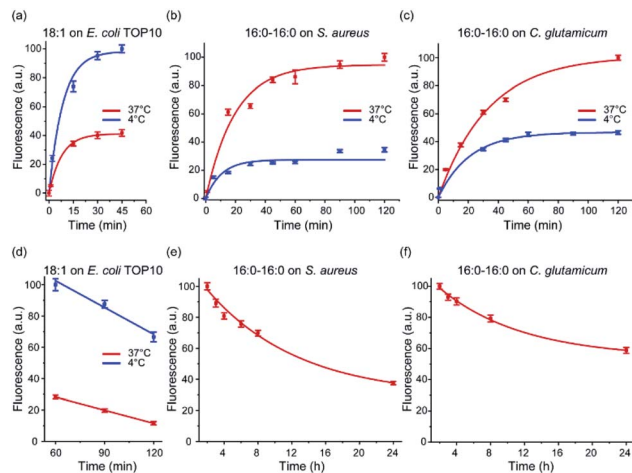 (a)
18:1 on E. coli TOP10
Fluorescence (a.u.)
100
80
60
40
20
0
37°C
4°C
0 15 30 45 60
Time (min)
(b)
16:0-16:0 on S. aureus
Fluorescence (a.u.)
100
80
60
40
20
0
37°C
4°C
0 20 40 60 80 100 120
Time (min)
(c)
16:0-16:0 on C. glutamicum
Fluorescence (a.u.)
100
80
60
40
20
0
37°C
4°C
0 20 40 60 80 100 120
Time (min)
(d)
18:1 on E. coli TOP10
Fluorescence (a.u.)
100
80
60
40
20
0
37°C
4°C
60 90 120
Time (min)
(e)
16:0-16:0 on S. aureus
Fluorescence (a.u.)
100
80
60
40
20
0
4 8 12 16 20 24
Time (h)
(f)
16:0-16:0 on C. glutamicum
Fluorescence (a.u.)
100
80
60
40
20
0
4 8 12 16 20 24
Time (h)